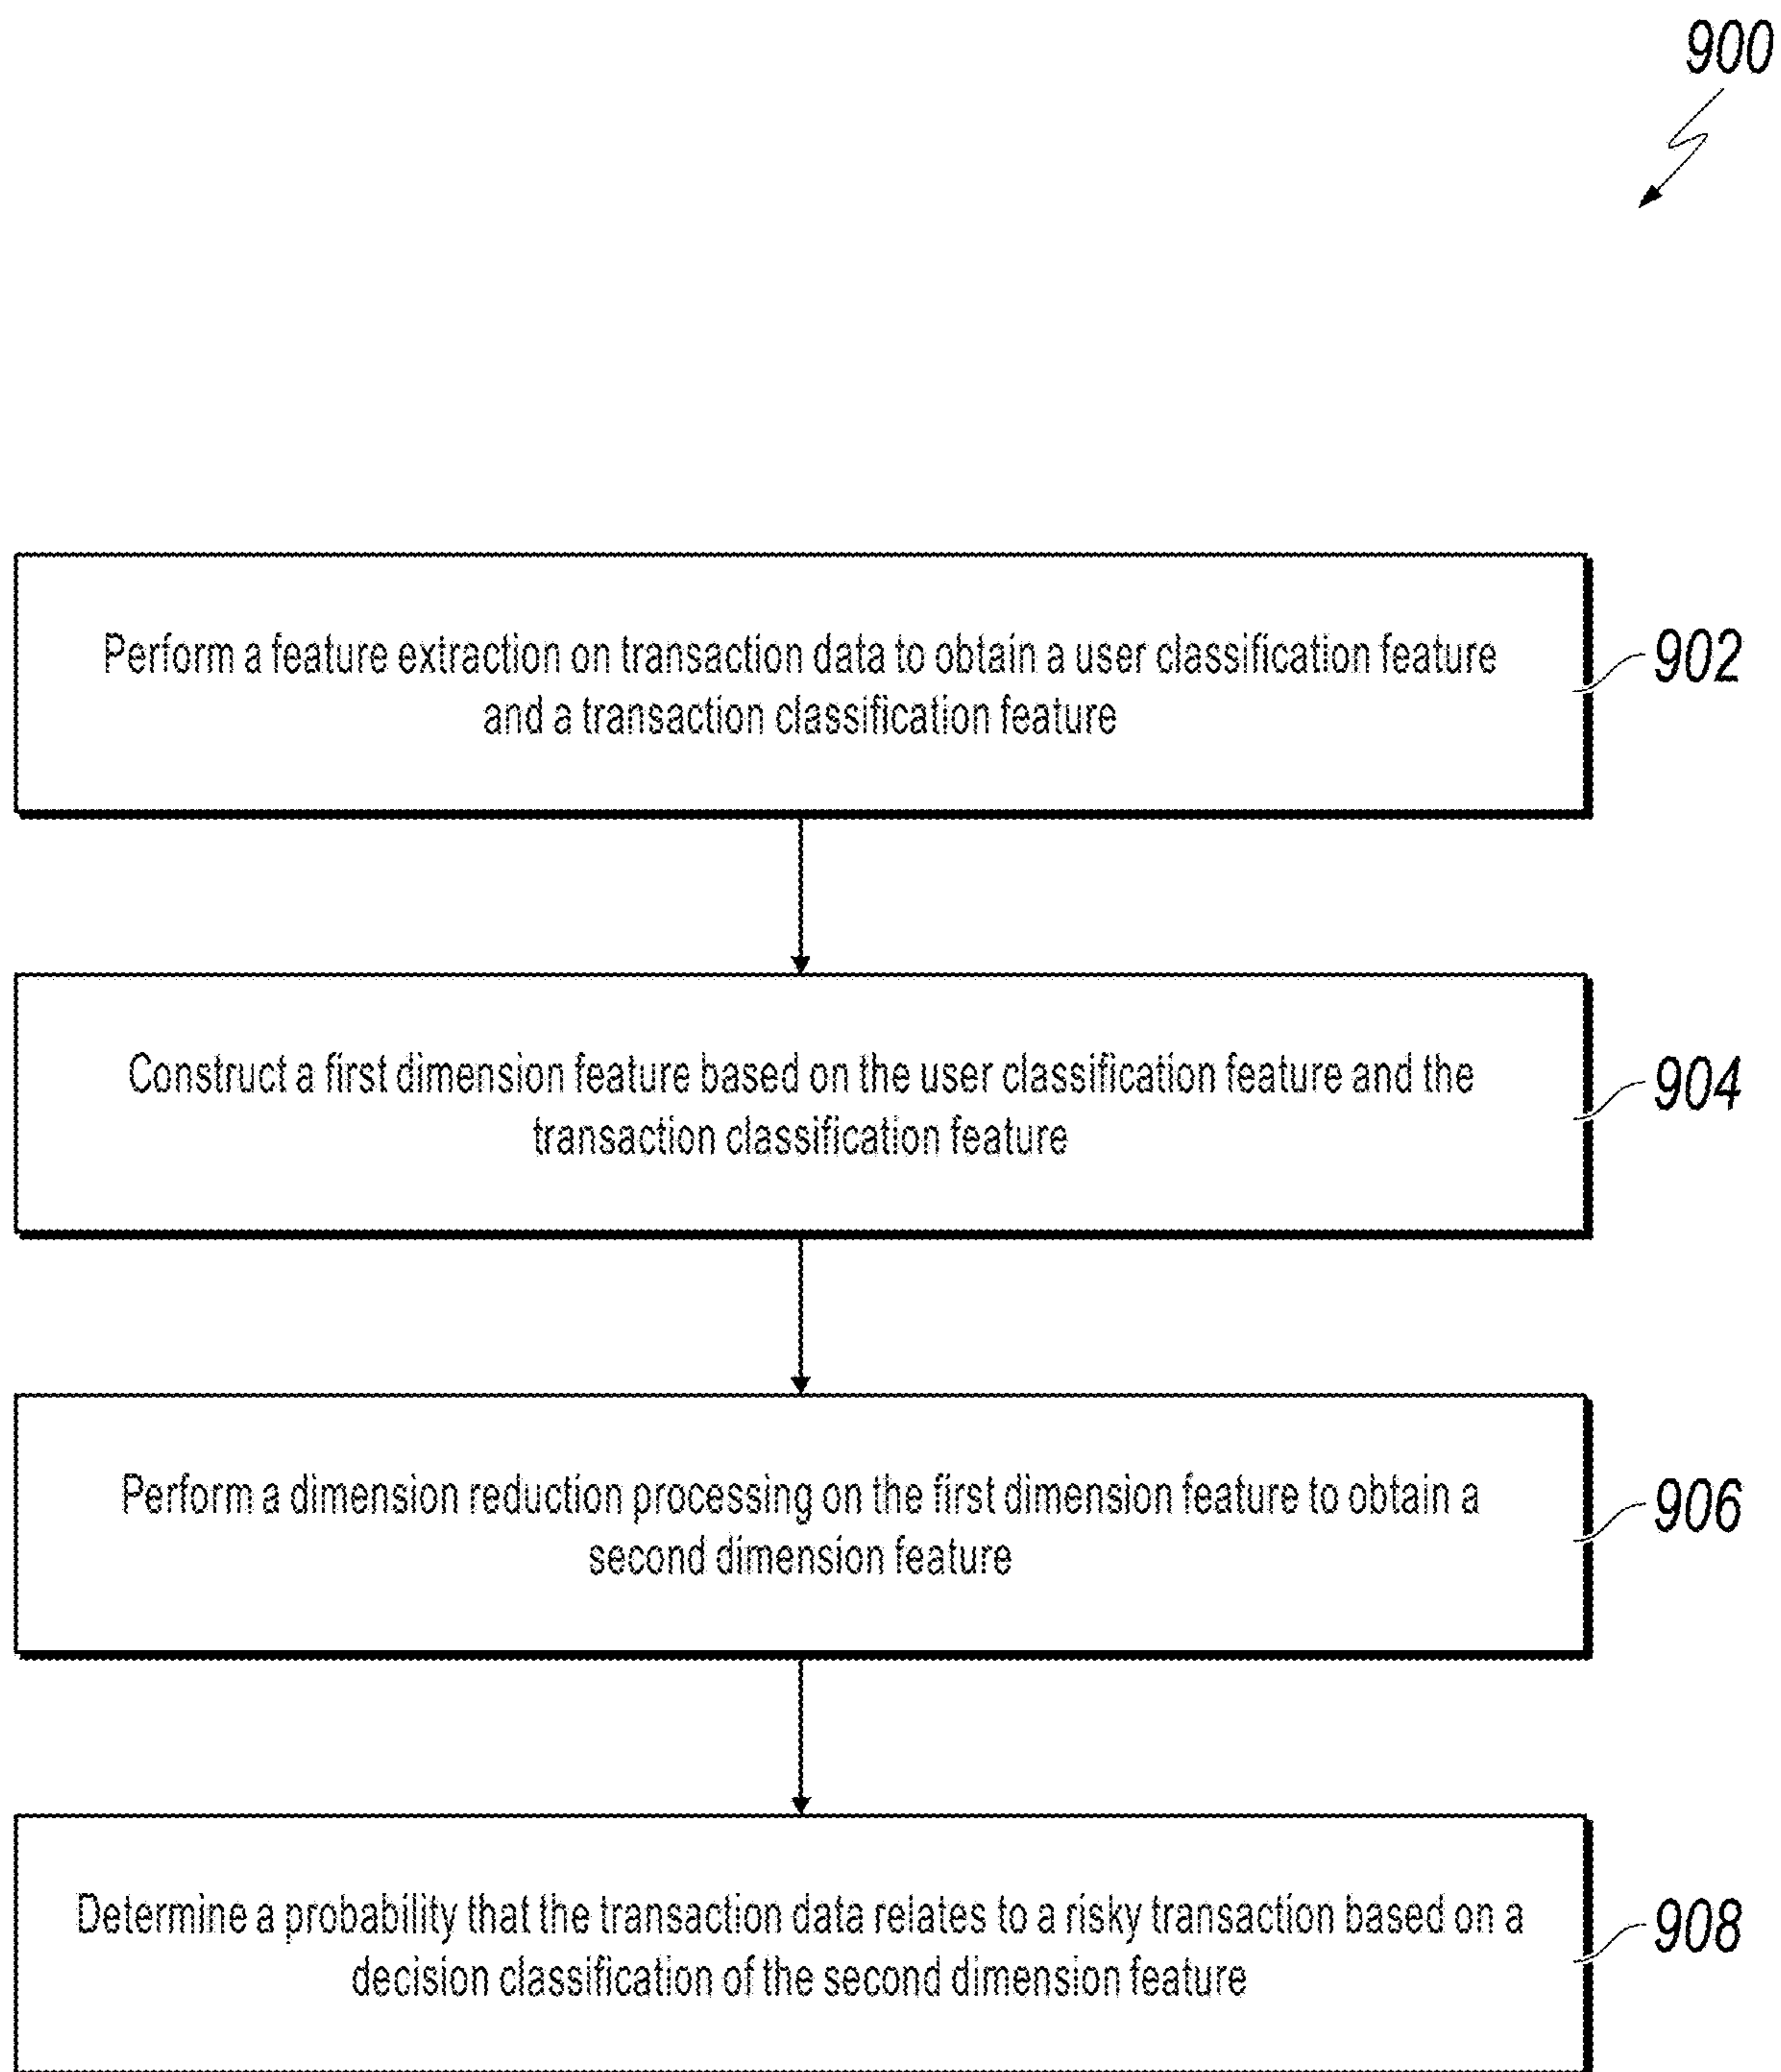 900
Perform a feature extraction on transaction data to obtain a user classification feature
and a transaction classification feature
902
Construct a first dimension feature based on the user classification feature and the
transaction classification feature
904
Perform a dimension reduction processing on the first dimension feature to obtain a
second dimension feature
906
Determine a probability that the transaction data relates to a risky transaction based on a
decision classification of the second dimension feature
908